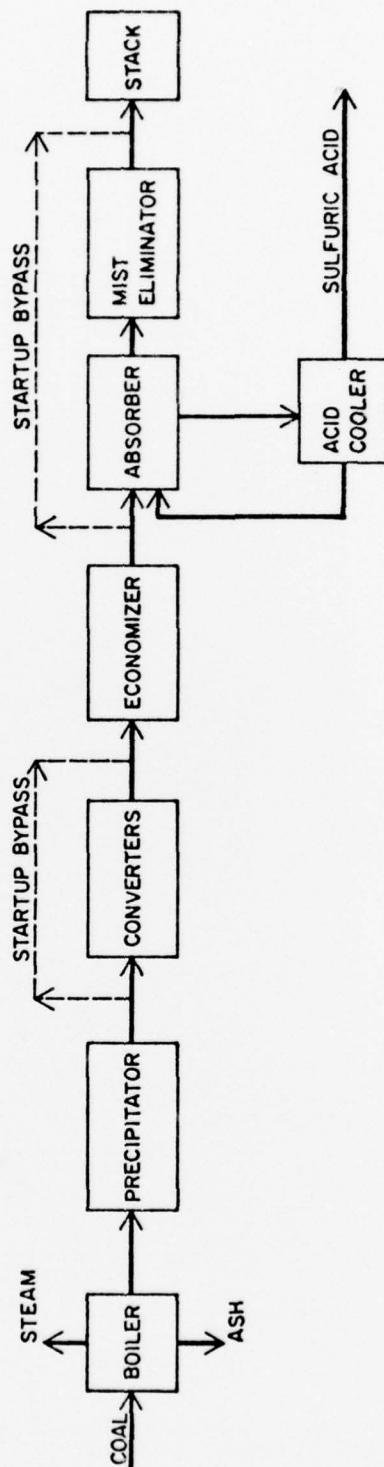 COAL
STEAM
BOILER
ASH
PRECIPITATOR
STARTUP BYPASS
CONVERTERS
ECONOMIZER
STARTUP BYPASS
ABSORBER
MIST
ELIMINATOR
STACK
ACID
COOLER
SULFURIC ACID